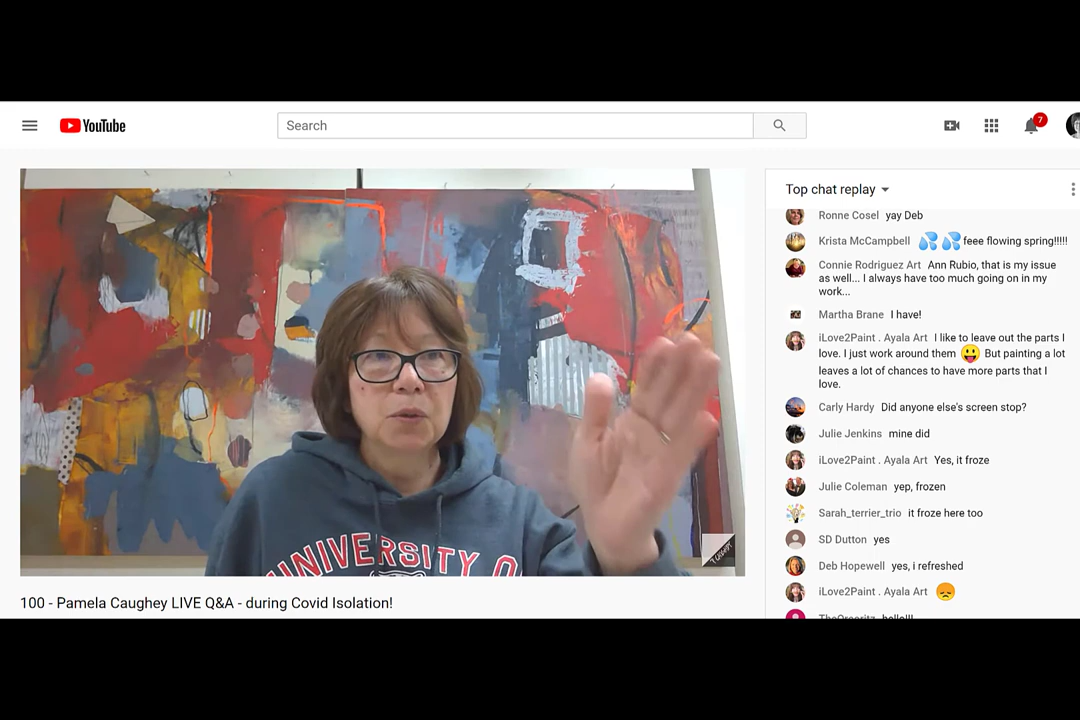 YouTube
Search
7
Top chat replay
Ronne Cosel yay Deb
Krista McCampbell feee flowing spring!!!!!
Connie Rodriguez Art Ann Rubio, that is my issue
as well... I always have too much going on in my
work...
Martha Brane I have!
iLove2Paint . Ayala Art I like to leave out the parts I
love. I just work around them But painting a lot
leaves a lot of chances to have more parts that I
love.
Carly Hardy Did anyone else's screen stop?
Julie Jenkins mine did
iLove2Paint . Ayala Art Yes, it froze
Julie Coleman yep, frozen
Sarah_terrier_trio it froze here too
SD Dutton yes
Deb Hopewell yes, i refreshed
iLove2Paint . Ayala Art
UNIVERSITY O
100 - Pamela Caughey LIVE Q&A - during Covid Isolation!